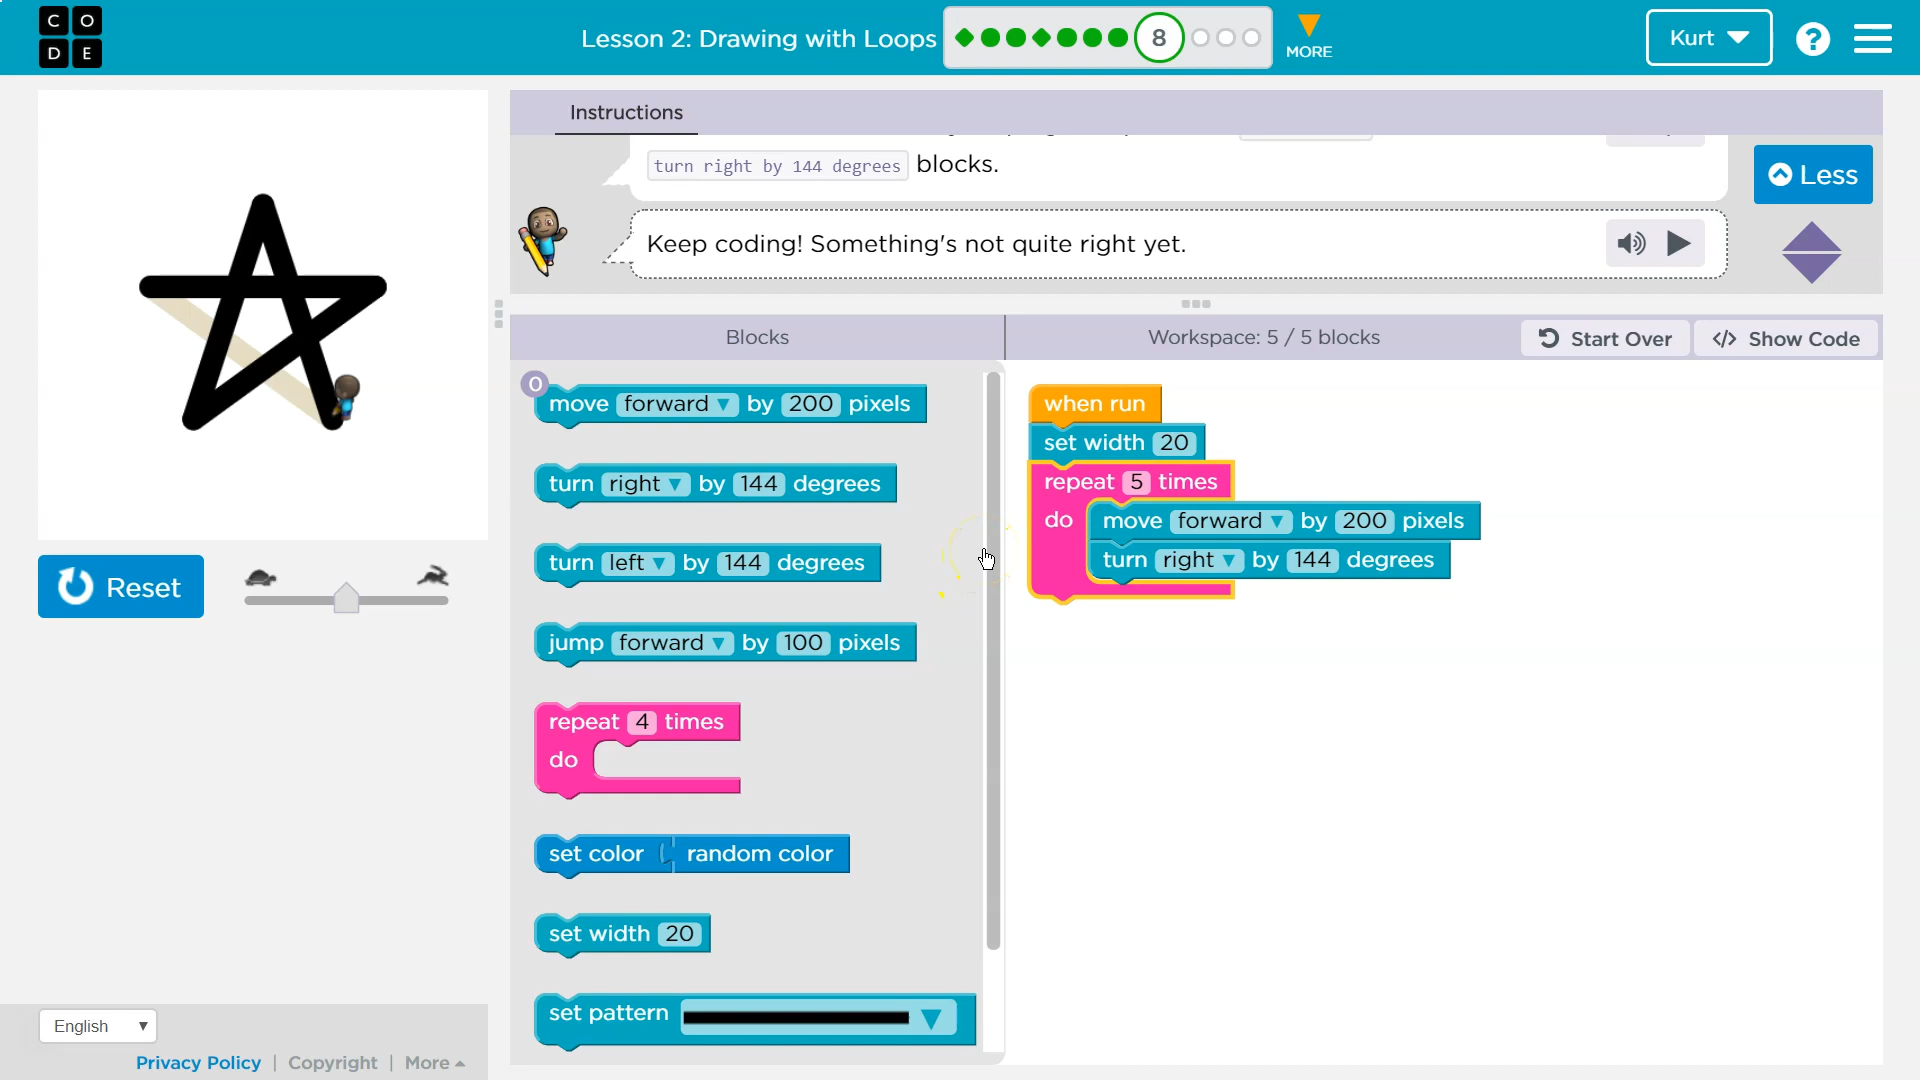 C O
D E
Lesson 2: Drawing with Loops
8
MORE
Kurt
?
Instructions
turn right by 144 degrees blocks.
Less
Keep coding! Something's not quite right yet.
Blocks
Workspace: 5 / 5 blocks
Start Over
</> Show Code
0
move forward ▼ by 200 pixels
turn right ▼ by 144 degrees
turn left ▼ by 144 degrees
jump forward ▼ by 100 pixels
repeat 4 times
do
set color random color
set width 20
set pattern ▼
when run
set width 20
repeat 5 times
do move forward ▼ by 200 pixels
turn right ▼ by 144 degrees
Reset
English ▼
Privacy Policy | Copyright | More